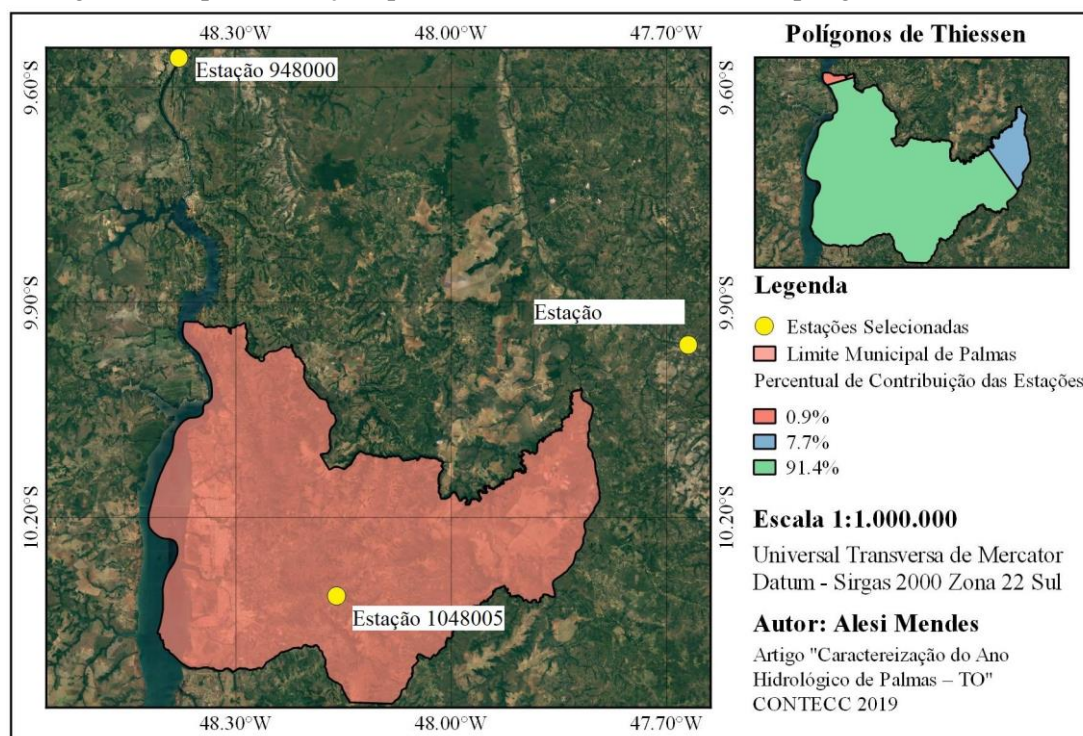 48.30°W
48.00°W
47.70°W
9.60°S
9.60°S
Estação 948000
9.90°S
9.90°S
Estação
10.20°S
10.20°S
Estação 1048005
48.30°W
48.00°W
47.70°W
Polígonos de Thiessen
Legenda
Estações Selecionadas
Limite Municipal de Palmas
Percentual de Contribuição das Estações
0.9%
7.7%
91.4%
Escala 1:1.000.000
Universal Transversa de Mercator
Datum - Sirgas 2000 Zona 22 Sul
Autor: Alesi Mendes
Artigo "Caractereização do Ano
Hidrológico de Palmas – TO"
CONTECC 2019